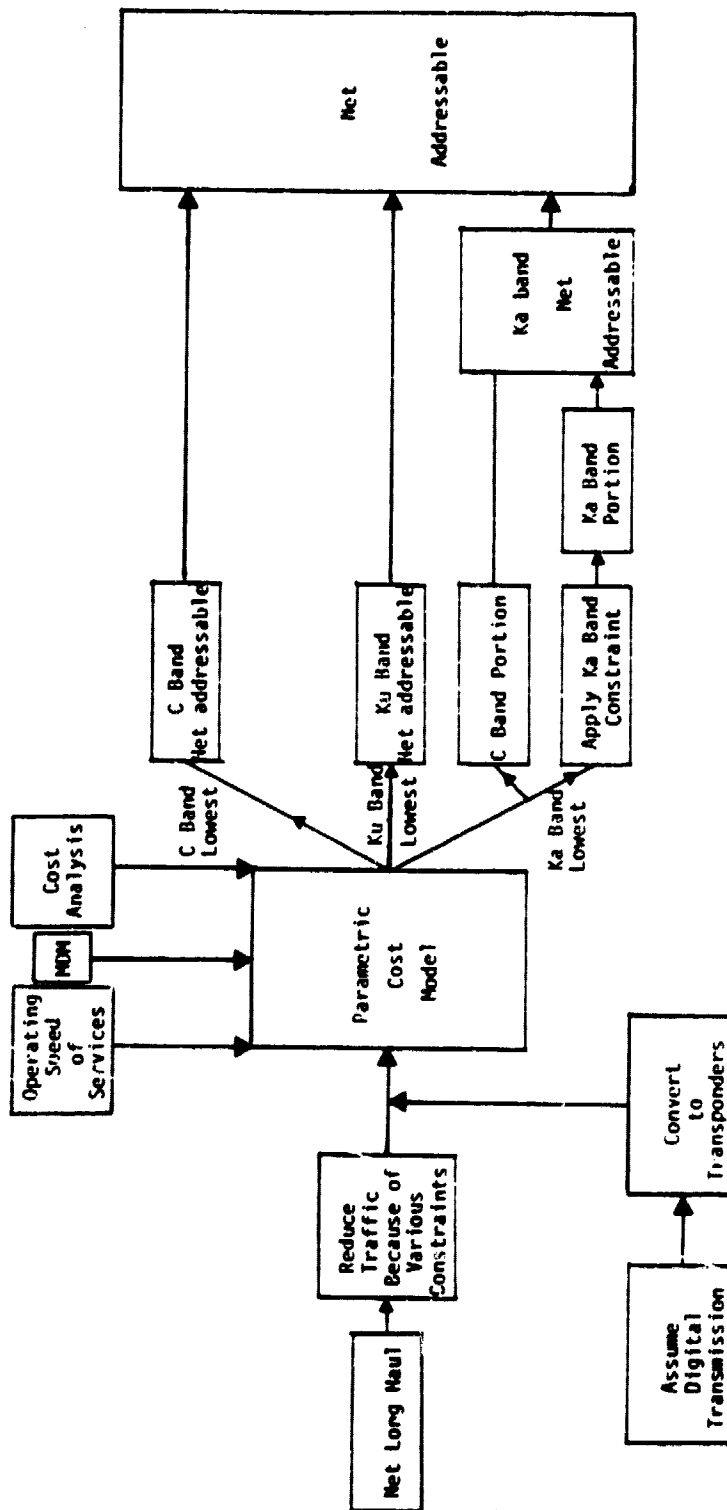 Net Long Haul
Reduce
Traffic
Because of
Various
Constraints
Assume
Digital
Transmission
Convert
to
Transponders
Operating
Speed
of
Services
MDM
Cost
Analysis
Parametric
Cost
Model
C Band
Lowest
Ku Band
Lowest
Ka Band
Lowest
C Band
Net addressable
Ku Band
Net addressable
C Band Portion
Apply Ka Band
Constraint
Ka Band
Portion
Ka band
Net
Addressable
Net
Addressable